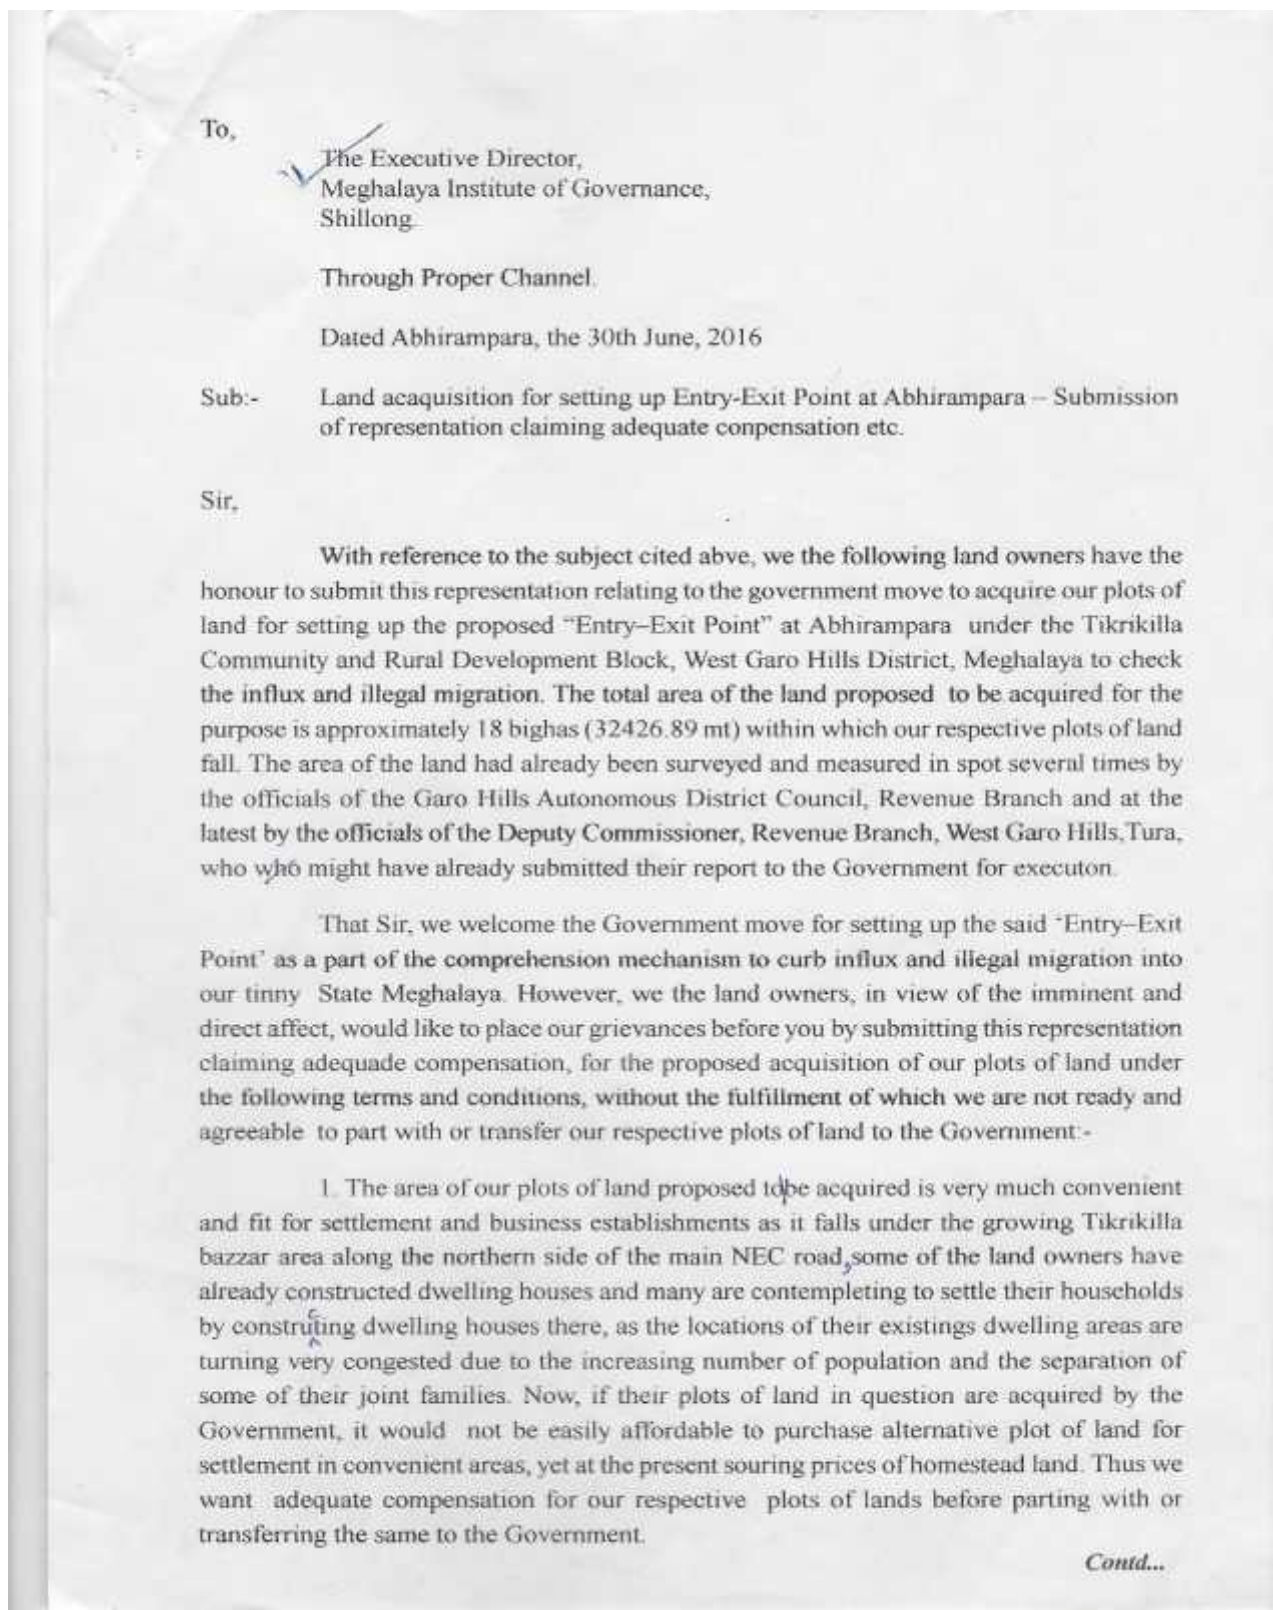 To,
The Executive Director,
Meghalaya Institute of Governance,
Shillong.
Through Proper Channel.
Dated Abhirampara, the 30th June, 2016
Sub:- Land acaquisition for setting up Entry-Exit Point at Abhirampara – Submission
of representation claiming adequate conpensation etc.
Sir,
With reference to the subject cited abve, we the following land owners have the
honour to submit this representation relating to the government move to acquire our plots of
land for setting up the proposed “Entry–Exit Point” at Abhirampara under the Tikrikilla
Community and Rural Development Block, West Garo Hills District, Meghalaya to check
the influx and illegal migration. The total area of the land proposed to be acquired for the
purpose is approximately 18 bighas (32426.89 mt) within which our respective plots of land
fall. The area of the land had already been surveyed and measured in spot several times by
the officials of the Garo Hills Autonomous District Council, Revenue Branch and at the
latest by the officials of the Deputy Commissioner, Revenue Branch, West Garo Hills,Tura,
who who might have already submitted their report to the Government for executon.
That Sir, we welcome the Government move for setting up the said ‘Entry–Exit
Point’ as a part of the comprehension mechanism to curb influx and illegal migration into
our tinny State Meghalaya. However, we the land owners, in view of the imminent and
direct affect, would like to place our grievances before you by submitting this representation
claiming adequade compensation, for the proposed acquisition of our plots of land under
the following terms and conditions, without the fulfillment of which we are not ready and
agreeable to part with or transfer our respective plots of land to the Government:-
1. The area of our plots of land proposed to be acquired is very much convenient
and fit for settlement and business establishments as it falls under the growing Tikrikilla
bazzar area along the northern side of the main NEC road, some of the land owners have
already constructed dwelling houses and many are contempleting to settle their households
by constructing dwelling houses there, as the locations of their existings dwelling areas are
turning very congested due to the increasing number of population and the separation of
some of their joint families. Now, if their plots of land in question are acquired by the
Government, it would not be easily affordable to purchase alternative plot of land for
settlement in convenient areas, yet at the present souring prices of homestead land. Thus we
want adequate compensation for our respective plots of lands before parting with or
transferring the same to the Government.
Contd...